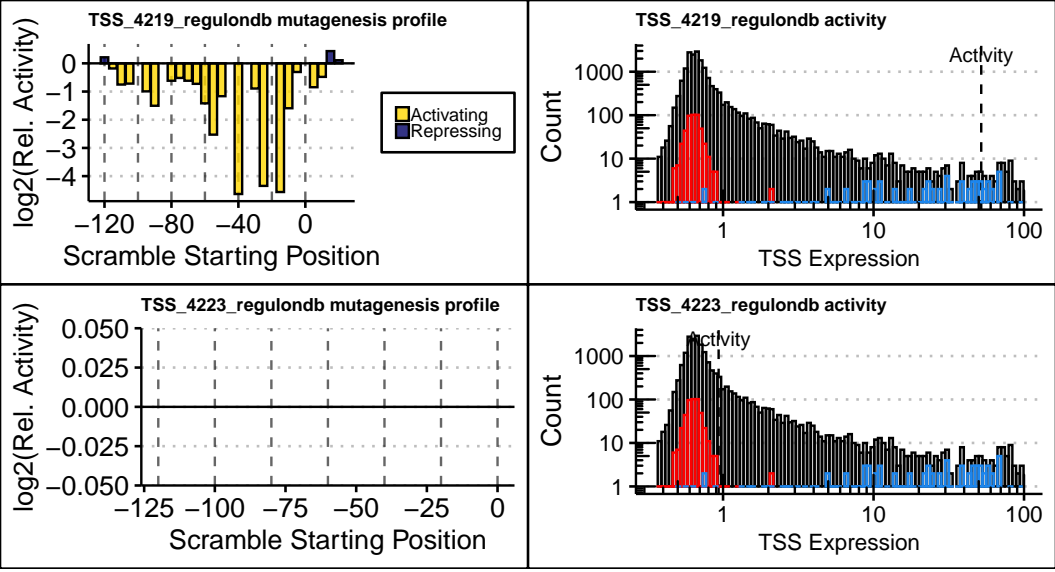 TSS_4219_regulondb mutagenesis profile
log2(Rel. Activity)
0
−1
−2
−3
−4
−120 −80 −40 0
Scramble Starting Position
Activating
Repressing
TSS_4219_regulondb activity
Activity
Count
1000
100
10
1
1 10 100
TSS Expression
TSS_4223_regulondb mutagenesis profile
log2(Rel. Activity)
0.050
0.025
0.000
−0.025
−0.050
−125 −100 −75 −50 −25 0
Scramble Starting Position
TSS_4223_regulondb activity
Activity
Count
1000
100
10
1
1 10 100
TSS Expression